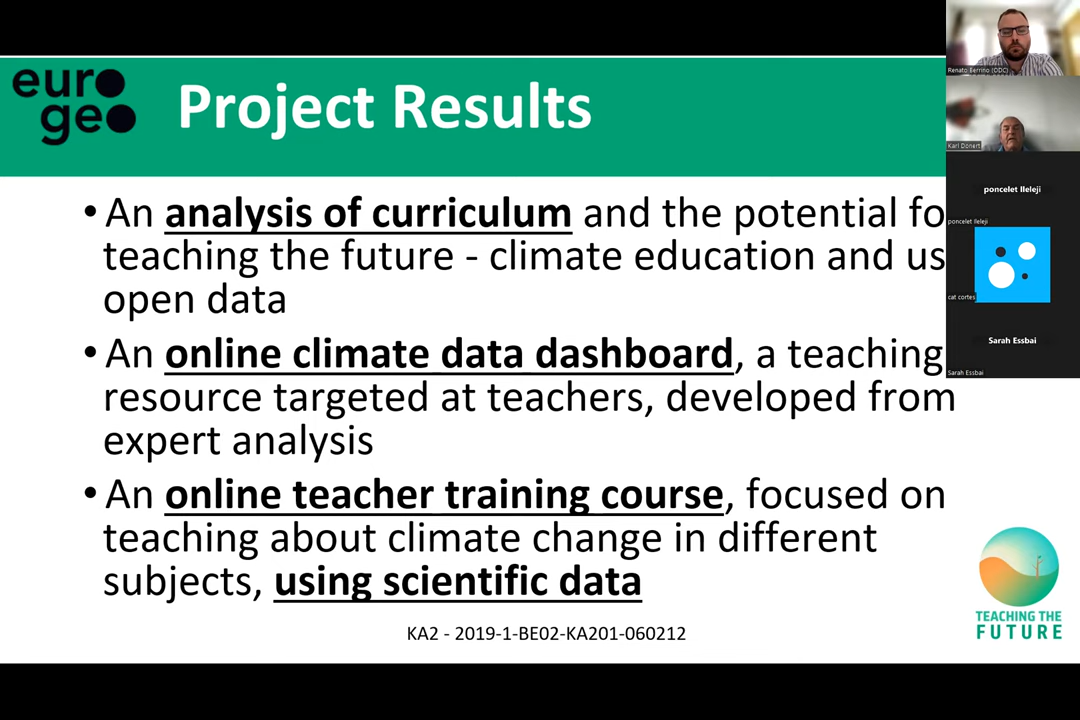 euro
geo
Project Results
• An analysis of curriculum and the potential fo
teaching the future - climate education and us
open data
• An online climate data dashboard, a teaching
resource targeted at teachers, developed from
expert analysis
• An online teacher training course, focused on
teaching about climate change in different
subjects, using scientific data
KA2 - 2019-1-BE02-KA201-060212
TEACHING THE
FUTURE
Renato Berrino (ODC)
Karl Donert
poncelet Ileleji
poncelet Ileleji
cat cortes
Sarah Essbai
Sarah Essbai